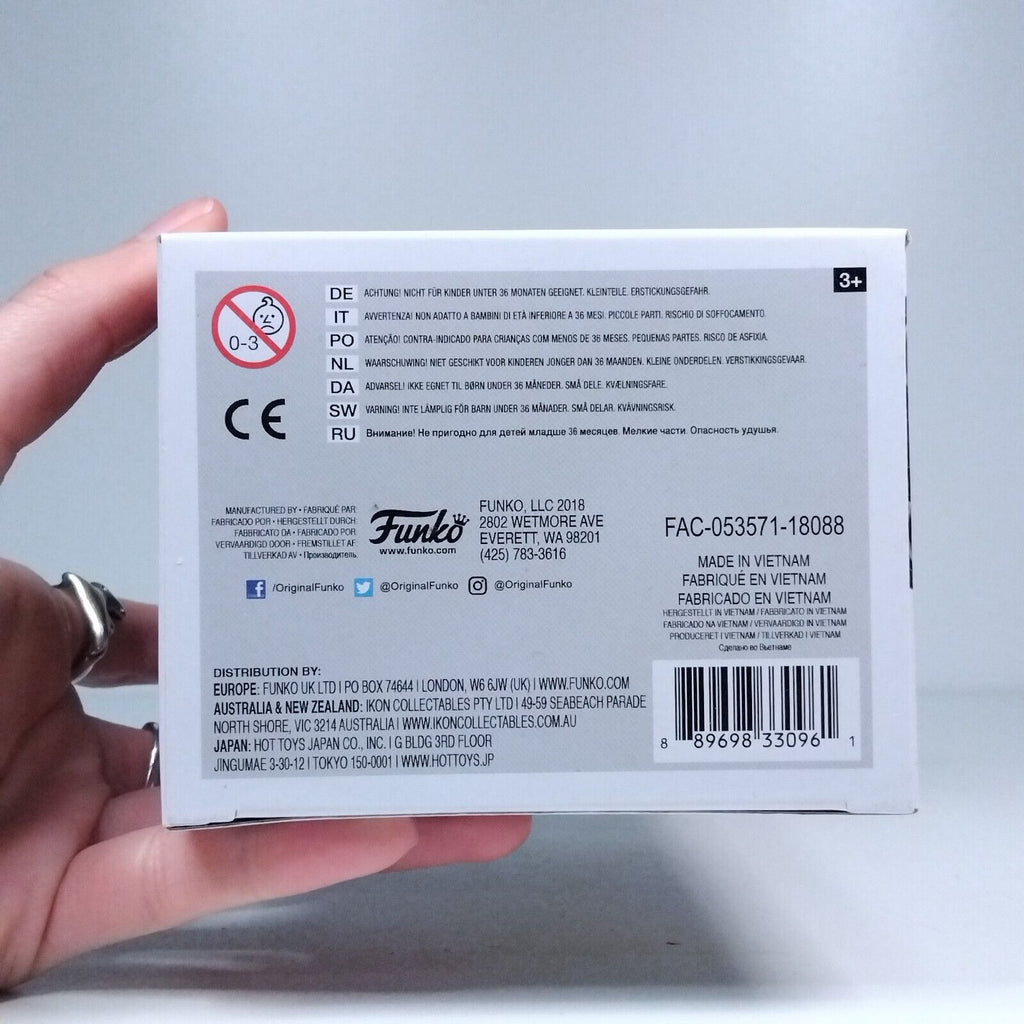 3+
0-3
DE ACHTUNG! NICHT FÜR KINDER UNTER 36 MONATEN GEEIGNET. KLEINTEILE. ERSTICKUNGSGEFAHR.
IT AVVERTENZA! NON ADATTO A BAMBINI DI ETÀ INFERIORE A 36 MESI. PICCOLE PARTI. RISCHIO DI SOFFOCAMENTO.
PO ATENÇÃO! CONTRA-INDICADO PARA CRIANÇAS COM MENOS DE 36 MESES. PEQUENAS PARTES. RISCO DE ASFIXIA.
NL WAARSCHUWING! NIET GESCHIKT VOOR KINDEREN JONGER DAN 36 MAANDEN. KLEINE ONDERDELEN. VERSTIKKINGSGEVAAR.
DA ADVARSEL! IKKE EGNET TIL BØRN UNDER 36 MÅNEDER. SMÅ DELE. KVÆLNINGSFARE.
SW VARNING! INTE LÄMPLIG FÖR BARN UNDER 36 MÅNADER. SMÅ DELAR. KVÄVNINGSRISK.
RU Внимание! Не пригодно для детей младше 36 месяцев. Мелкие части. Опасность удушья.
CE
MANUFACTURED BY • FABRIQUÉ PAR
FABRICADO POR • HERGESTELLT DURCH:
FABBRICATO DA • FABRICADO POR:
VERVAARDIGD DOOR • FREMSTILLET AF:
TILLVERKAD AV • Производитель:
Funko
www.funko.com
FUNKO, LLC 2018
2802 WETMORE AVE
EVERETT, WA 98201
(425) 783-3616
/OriginalFunko @OriginalFunko @OriginalFunko
FAC-053571-18088
MADE IN VIETNAM
FABRIQUÉ EN VIETNAM
FABRICADO EN VIETNAM
HERGESTELLT IN VIETNAM / FABBRICATO IN VIETNAM
FABRICADO NA VIETNAM / VERVAARDIGD IN VIETNAM
PRODUCERET I VIETNAM / TILLVERKAD I VIETNAM
Сделано во Вьетнаме
DISTRIBUTION BY:
EUROPE: FUNKO UK LTD | PO BOX 74644 | LONDON, W6 6JW (UK) | WWW.FUNKO.COM
AUSTRALIA & NEW ZEALAND: IKON COLLECTABLES PTY LTD | 49-59 SEABEACH PARADE
NORTH SHORE, VIC 3214 AUSTRALIA | WWW.IKONCOLLECTABLES.COM.AU
JAPAN: HOT TOYS JAPAN CO., INC. | G BLDG 3RD FLOOR
JINGUMAE 3-30-12 | TOKYO 150-0001 | WWW.HOTTOYS.JP
8 89698 33096 1